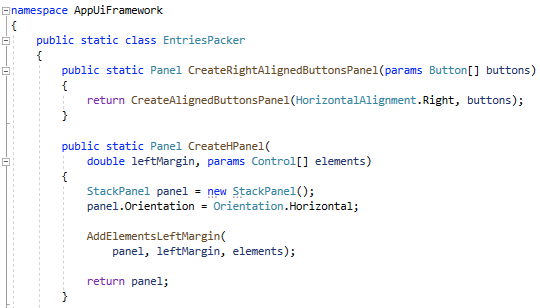 namespace AppUiFramework
{
    public static class EntriesPacker
    {
        public static Panel CreateRightAlignedButtonsPanel(params Button[] buttons)
        {
            return CreateAlignedButtonsPanel(HorizontalAlignment.Right, buttons);
        }

        public static Panel CreateHPanel(
            double leftMargin, params Control[] elements)
        {
            StackPanel panel = new StackPanel();
            panel.Orientation = Orientation.Horizontal;

            AddElementsLeftMargin(
                panel, leftMargin, elements);

            return panel;
        }